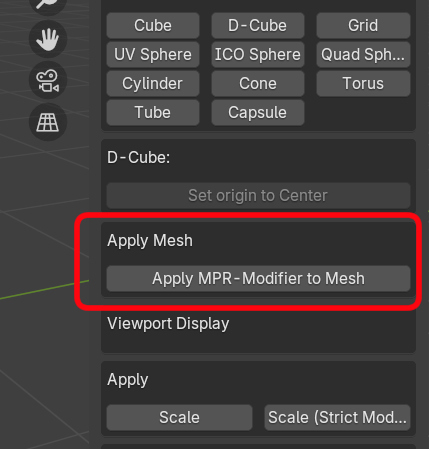 Cube D-Cube Grid
UV Sphere ICO Sphere Quad Sph...
Cylinder Cone Torus
Tube Capsule
D-Cube:
Set origin to Center
Apply Mesh
Apply MPR-Modifier to Mesh
Viewport Display
Apply
Scale Scale (Strict Mod...